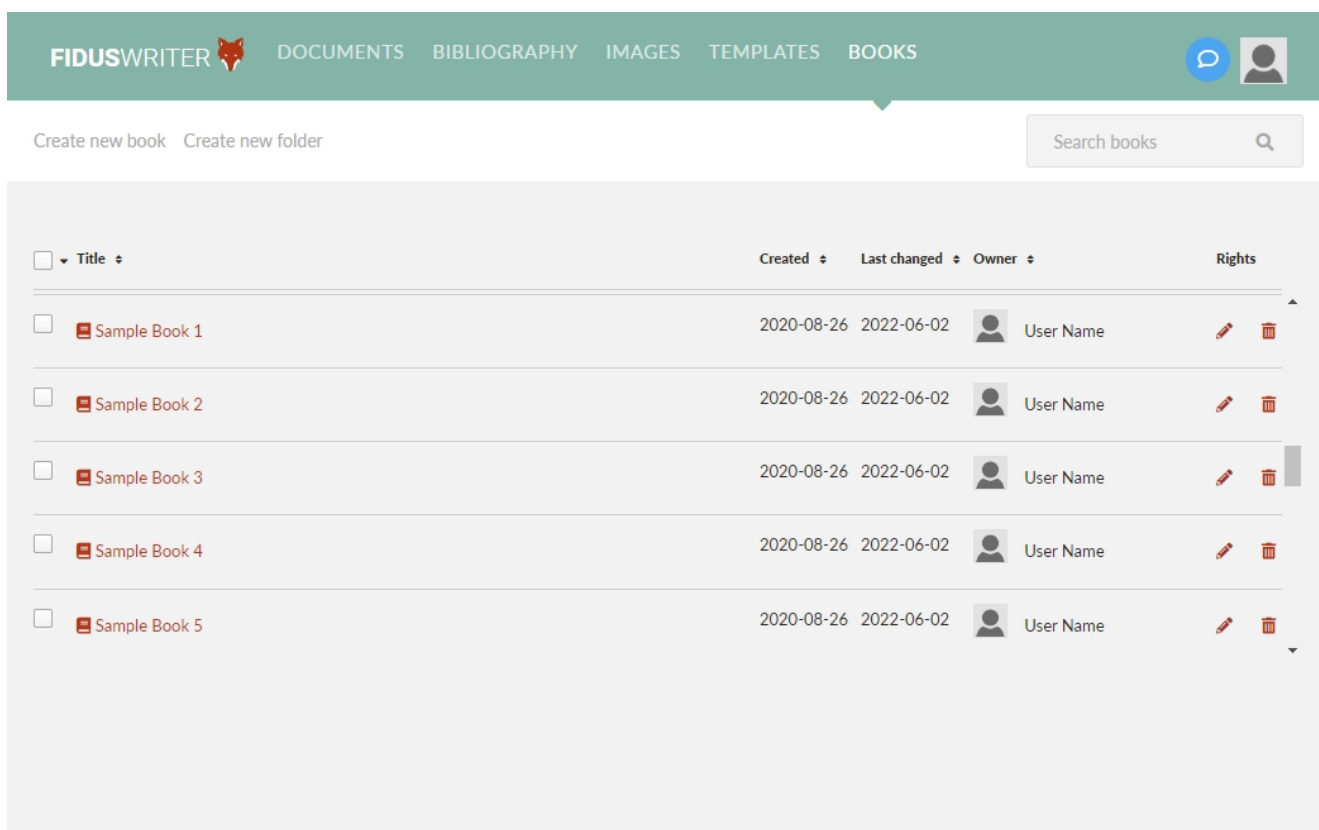 FIDUSWRITER DOCUMENTS BIBLIOGRAPHY IMAGES TEMPLATES BOOKS
Create new book Create new folder Search books
Title Created Last changed Owner Rights
Sample Book 1 2020-08-26 2022-06-02 User Name
Sample Book 2 2020-08-26 2022-06-02 User Name
Sample Book 3 2020-08-26 2022-06-02 User Name
Sample Book 4 2020-08-26 2022-06-02 User Name
Sample Book 5 2020-08-26 2022-06-02 User Name